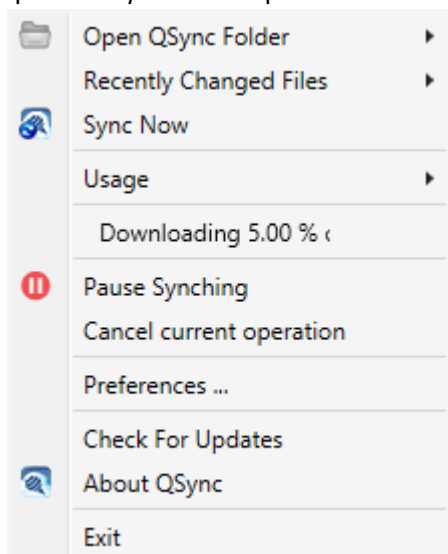 Open QSync Folder
Recently Changed Files
Sync Now
Usage
Downloading 5.00 %
Pause Synching
Cancel current operation
Preferences ...
Check For Updates
About QSync
Exit